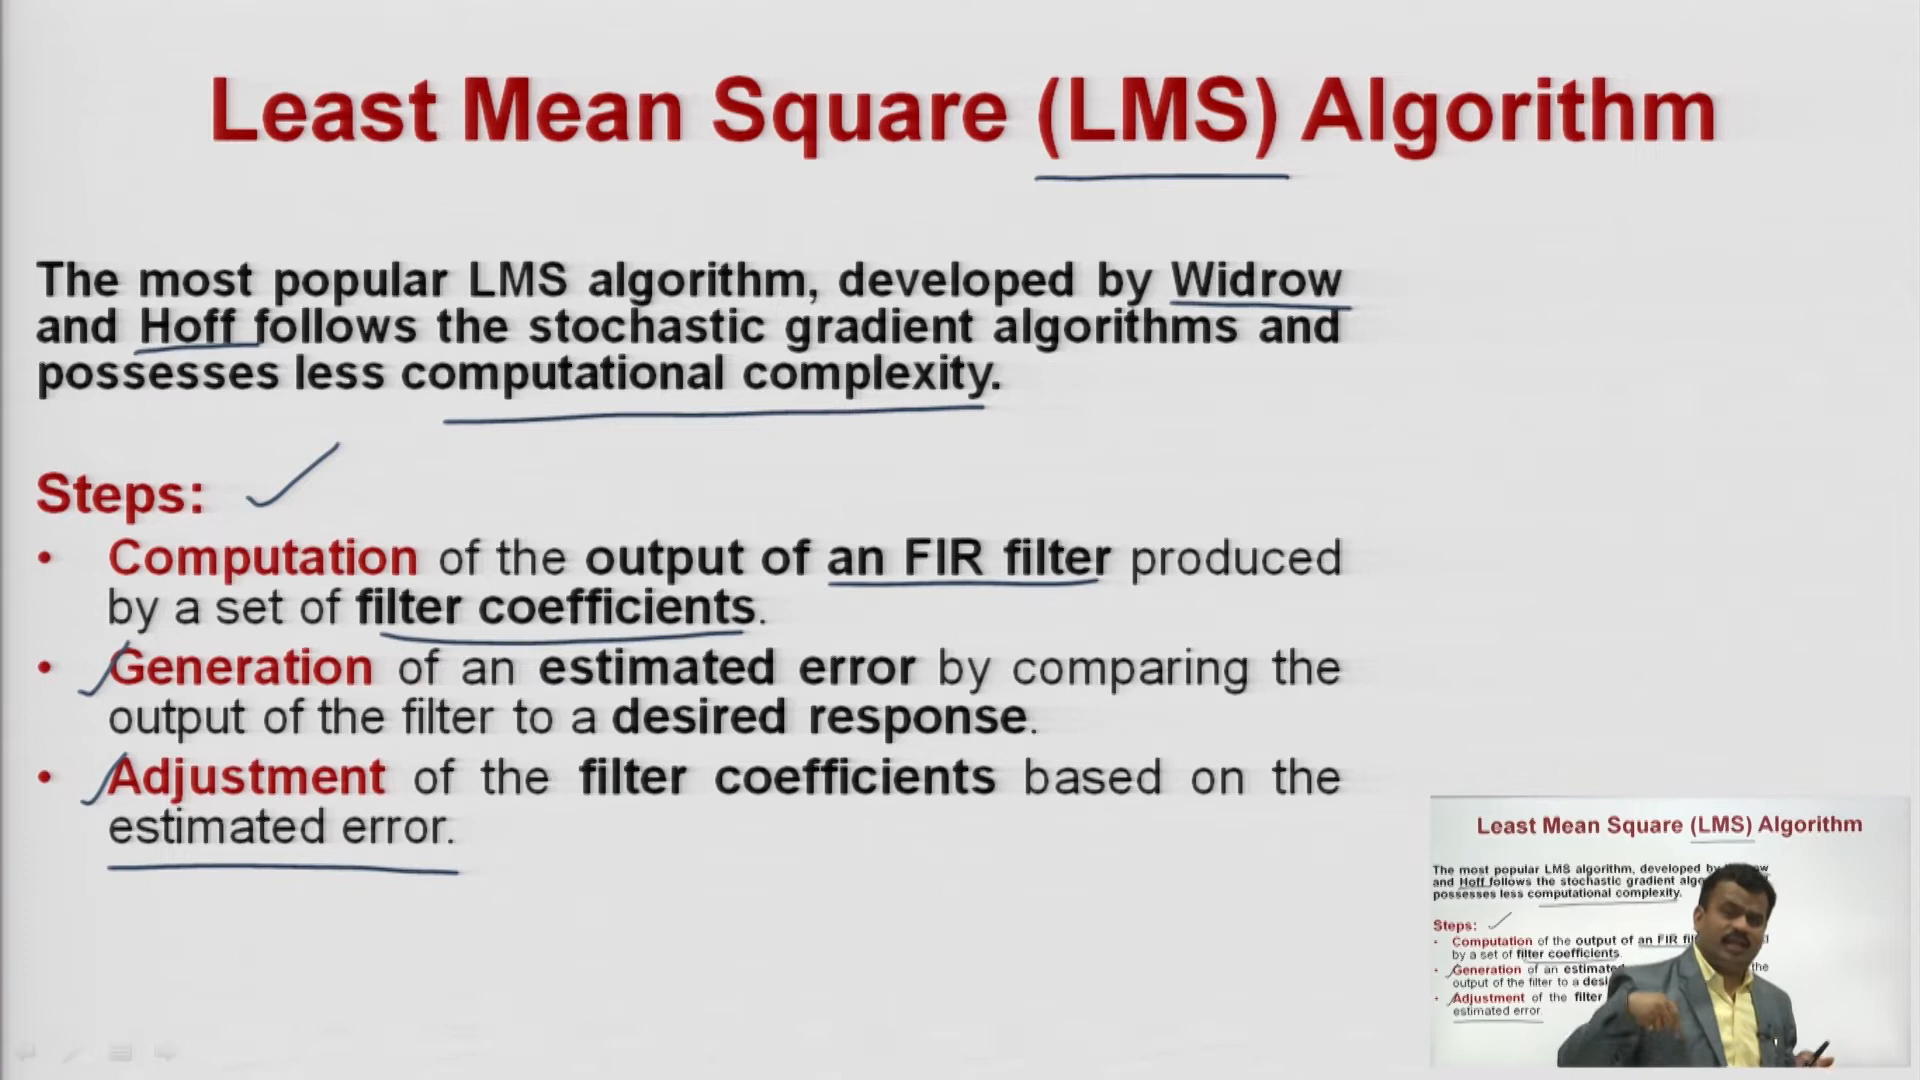 Least Mean Square (LMS) Algorithm
The most popular LMS algorithm, developed by Widrow
and Hoff follows the stochastic gradient algorithms and
possesses less computational complexity.
Steps:
• Computation of the output of an FIR filter produced
by a set of filter coefficients.
• Generation of an estimated error by comparing the
output of the filter to a desired response.
• Adjustment of the filter coefficients based on the
estimated error.
Least Mean Square (LMS) Algorithm
The most popular LMS algorithm, developed by
and Hoff follows the stochastic gradient
possesses less computational complexity.
Steps:
• Computation of the output of an FIR
by a set of filter coefficients.
• Generation of an the
output of the filter to a
• Adjustment of the filter
estimated error.